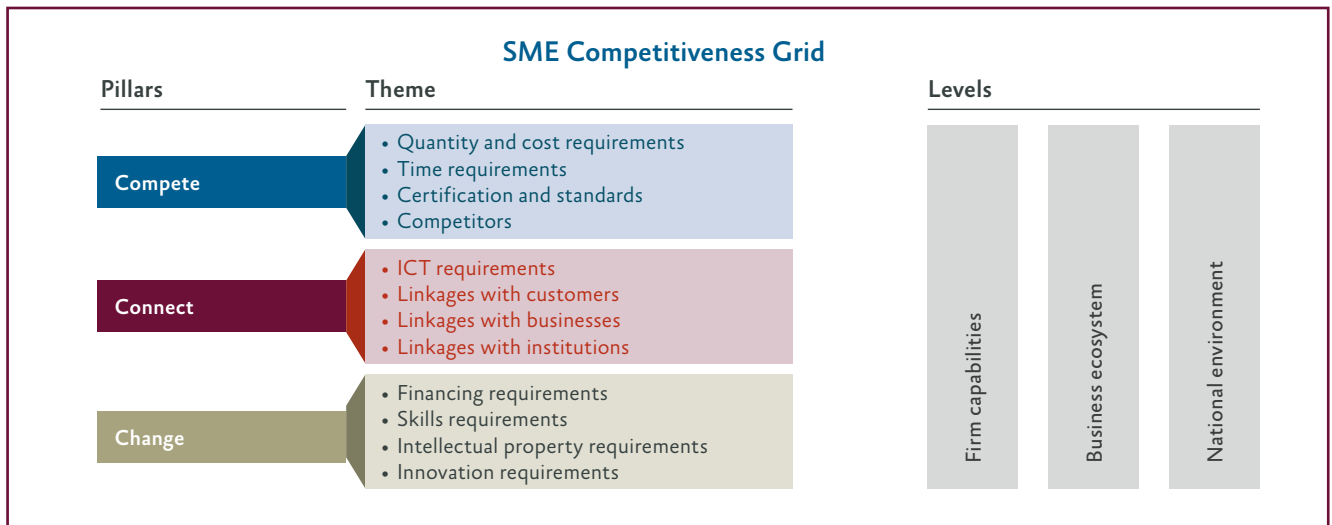 SME Competitiveness Grid
Pillars
Theme
Levels
Compete
• Quantity and cost requirements
• Time requirements
• Certification and standards
• Competitors
Connect
• ICT requirements
• Linkages with customers
• Linkages with businesses
• Linkages with institutions
Change
• Financing requirements
• Skills requirements
• Intellectual property requirements
• Innovation requirements
Firm capabilities
Business ecosystem
National environment